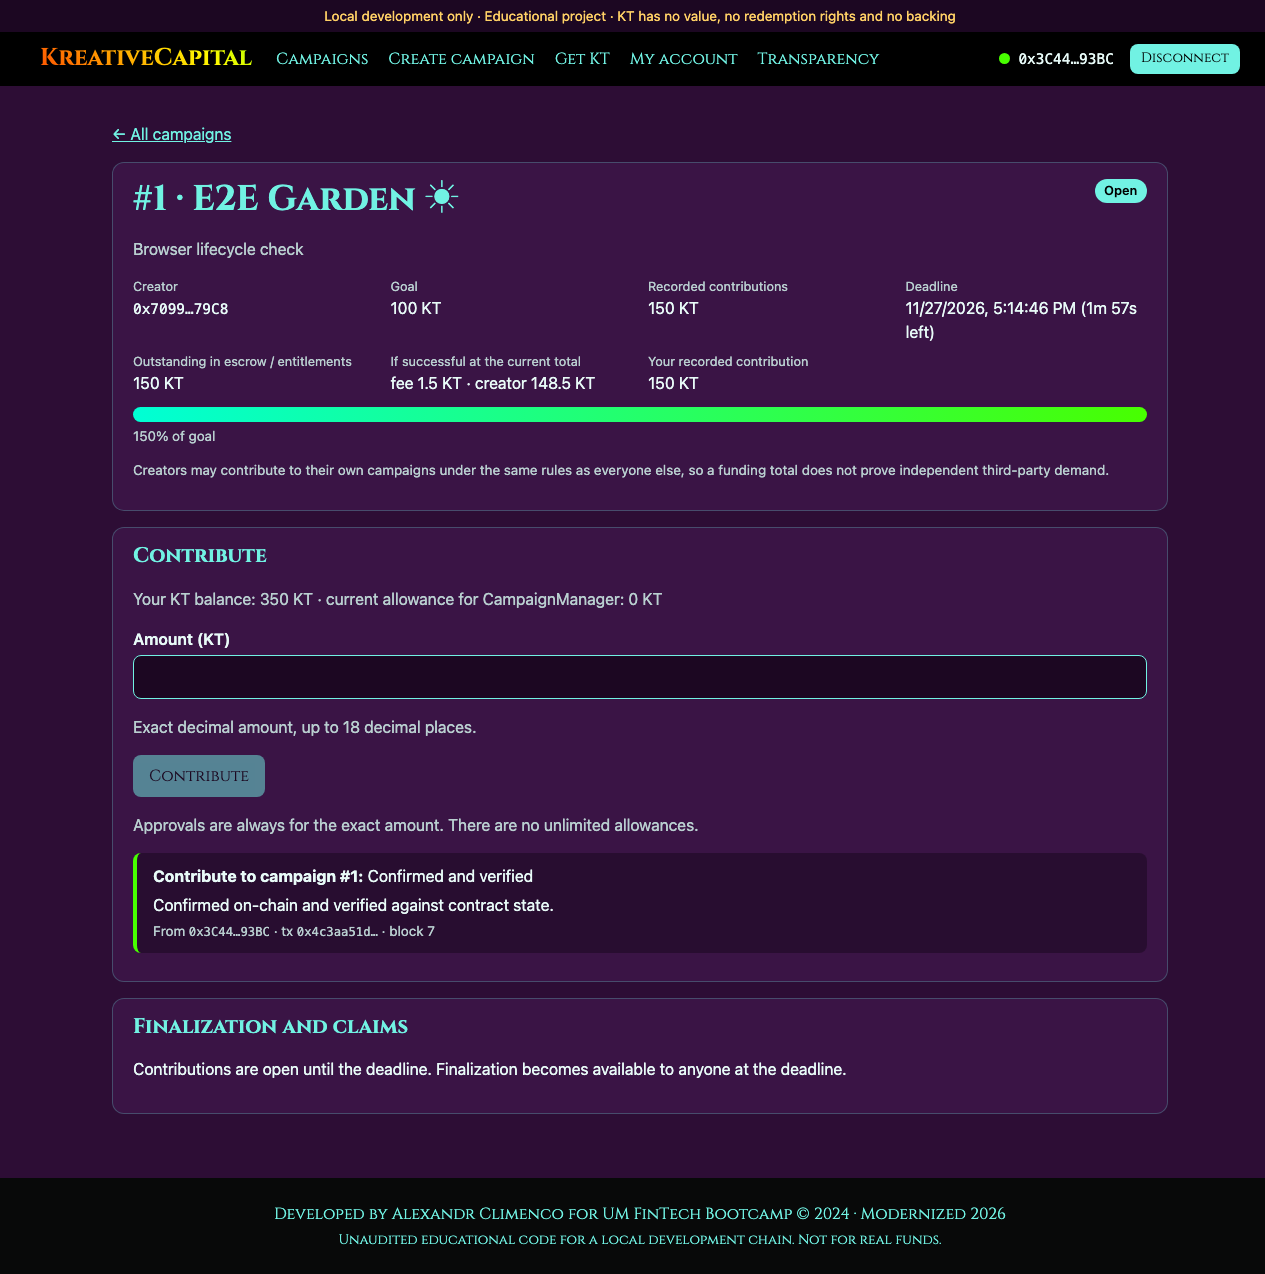 Local development only · Educational project · KT has no value, no redemption rights and no backing
KreativeCapital
Campaigns
Create campaign
Get KT
My account
Transparency
0x3C44…93BC
Disconnect
← All campaigns
#1 · E2E Garden ☀
Open
Browser lifecycle check
Creator
0x7099…79C8
Goal
100 KT
Recorded contributions
150 KT
Deadline
11/27/2026, 5:14:46 PM (1m 57s
left)
Outstanding in escrow / entitlements
150 KT
If successful at the current total
fee 1.5 KT · creator 148.5 KT
Your recorded contribution
150 KT
150% of goal
Creators may contribute to their own campaigns under the same rules as everyone else, so a funding total does not prove independent third-party demand.
Contribute
Your KT balance: 350 KT · current allowance for CampaignManager: 0 KT
Amount (KT)
Exact decimal amount, up to 18 decimal places.
Contribute
Approvals are always for the exact amount. There are no unlimited allowances.
Contribute to campaign #1: Confirmed and verified
Confirmed on-chain and verified against contract state.
From 0x3C44…93BC · tx 0x4c3aa51d… · block 7
Finalization and claims
Contributions are open until the deadline. Finalization becomes available to anyone at the deadline.
Developed by Alexandr Climenco for UM FinTech Bootcamp © 2024 · Modernized 2026
Unaudited educational code for a local development chain. Not for real funds.